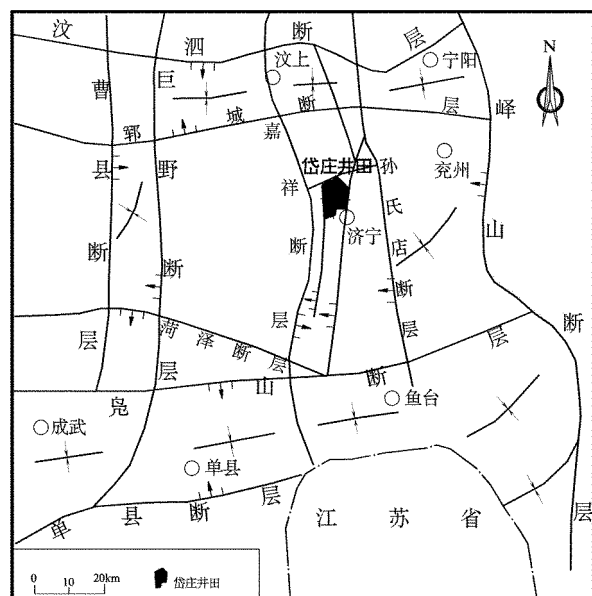 汶泗断层
N
汶上
宁阳
曹县断层
巨野断层
郓城断层
嘉祥断层
峄山断层
岱庄井田
孙氏店断层
兖州
济宁
菏泽断层
凫山断层
鱼台
成武
单县
单县断层
江苏省
0 10 20km
岱庄井田